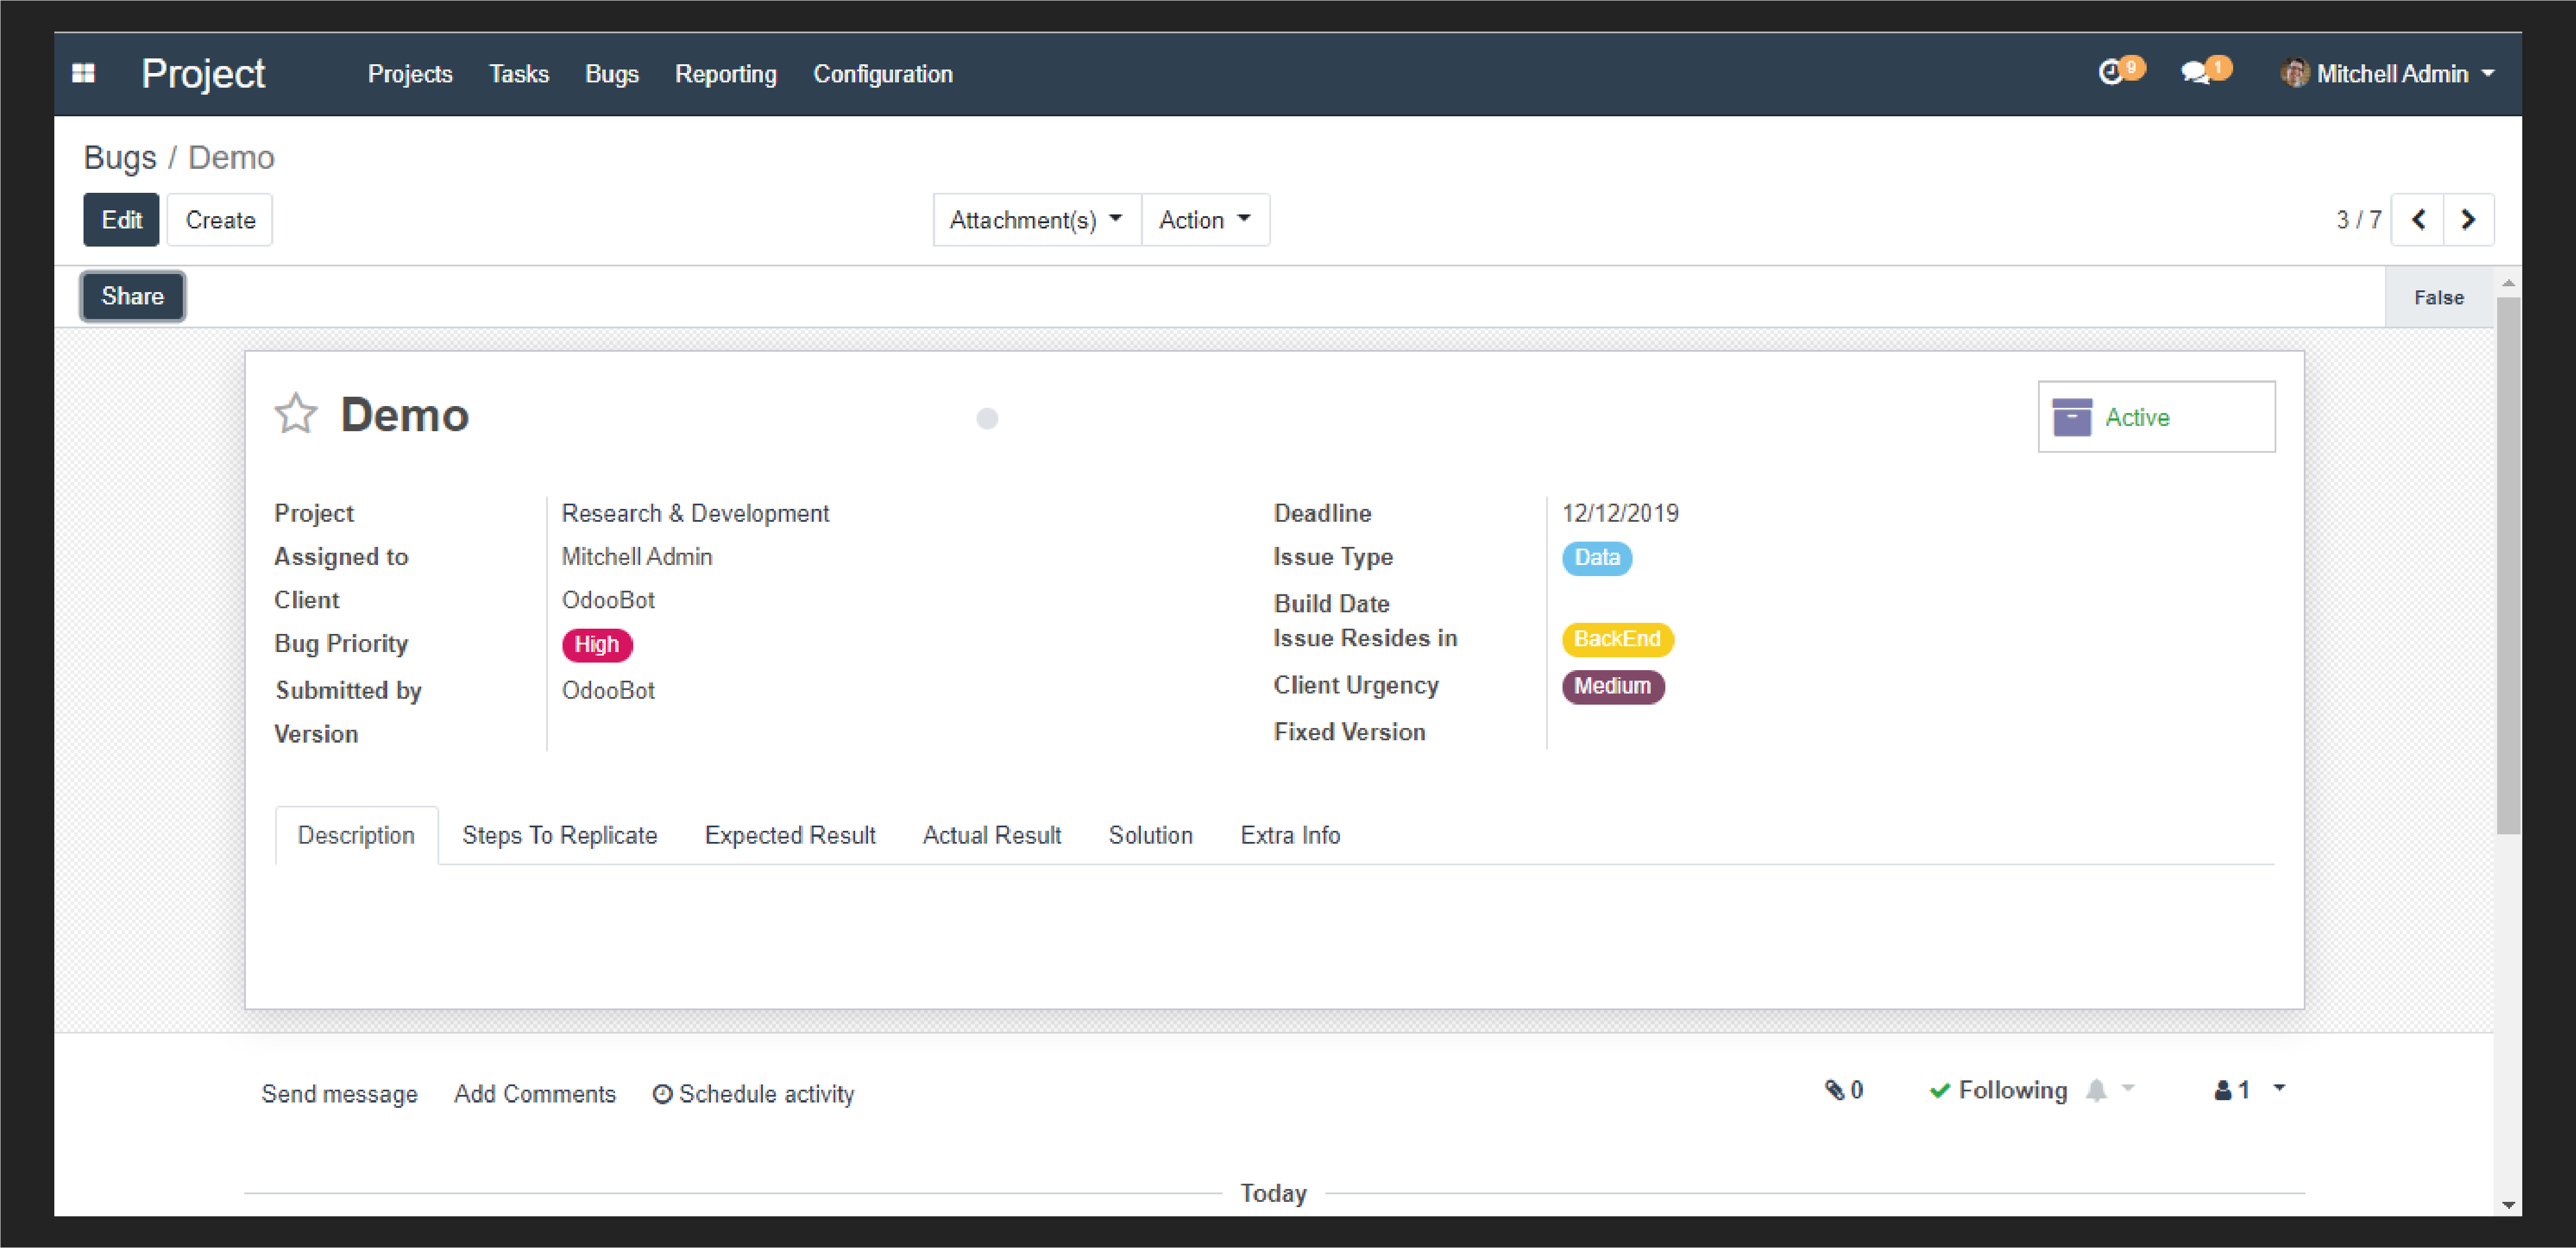 Project Projects Tasks Bugs Reporting Configuration 9 1 Mitchell Admin
Bugs / Demo
Edit Create Attachment(s) Action 3 / 7
Share False
Demo Active
Project Research & Development Deadline 12/12/2019
Assigned to Mitchell Admin Issue Type Data
Client OdooBot Build Date
Bug Priority High Issue Resides in BackEnd
Submitted by OdooBot Client Urgency Medium
Version Fixed Version
Description Steps To Replicate Expected Result Actual Result Solution Extra Info
Send message Add Comments Schedule activity 0 Following 1
Today